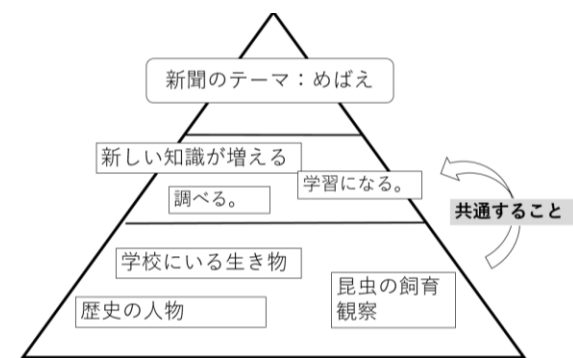 新聞のテーマ：めばえ
新しい知識が増える
学習になる。
調べる。
共通すること
学校にいる生き物
昆虫の飼育
観察
歴史の人物